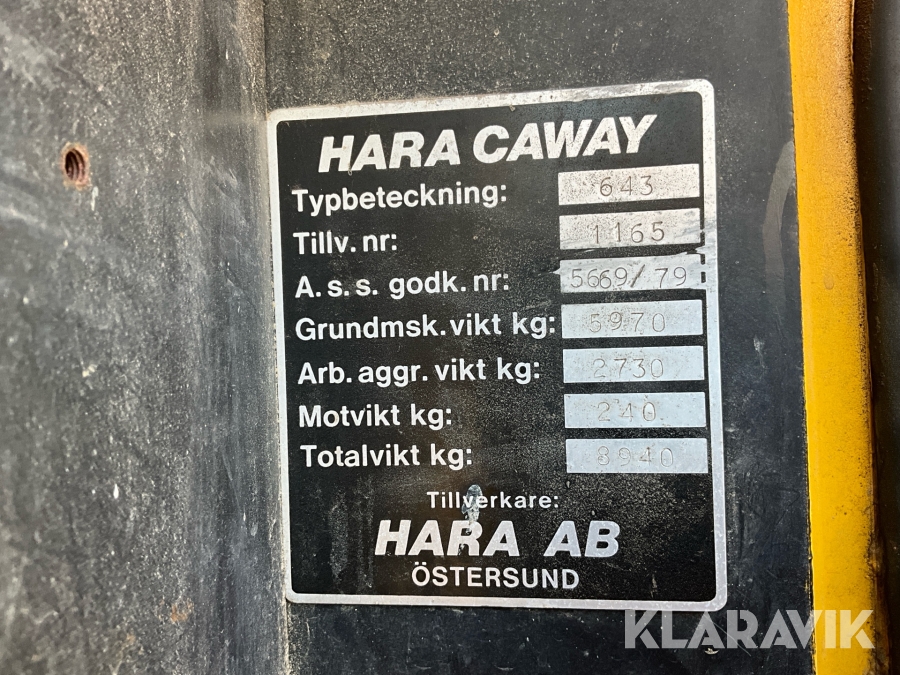 HARA CAWAY
Typbeteckning: 643
Tillv. nr: 1165
A. s. s. godk. nr: 5669/79
Grundmsk. vikt kg: 5970
Arb. aggr. vikt kg: 2730
Motvikt kg: 240
Totalvikt kg: 8940
Tillverkare:
HARA AB
ÖSTERSUND
KLARAVIK